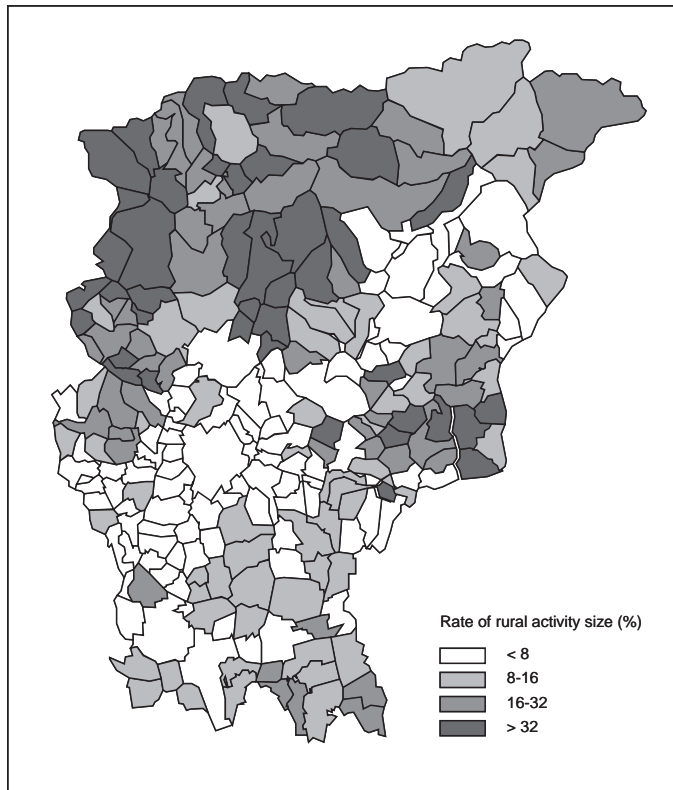 Rate of rural activity size (%)
< 8
8-16
16-32
> 32